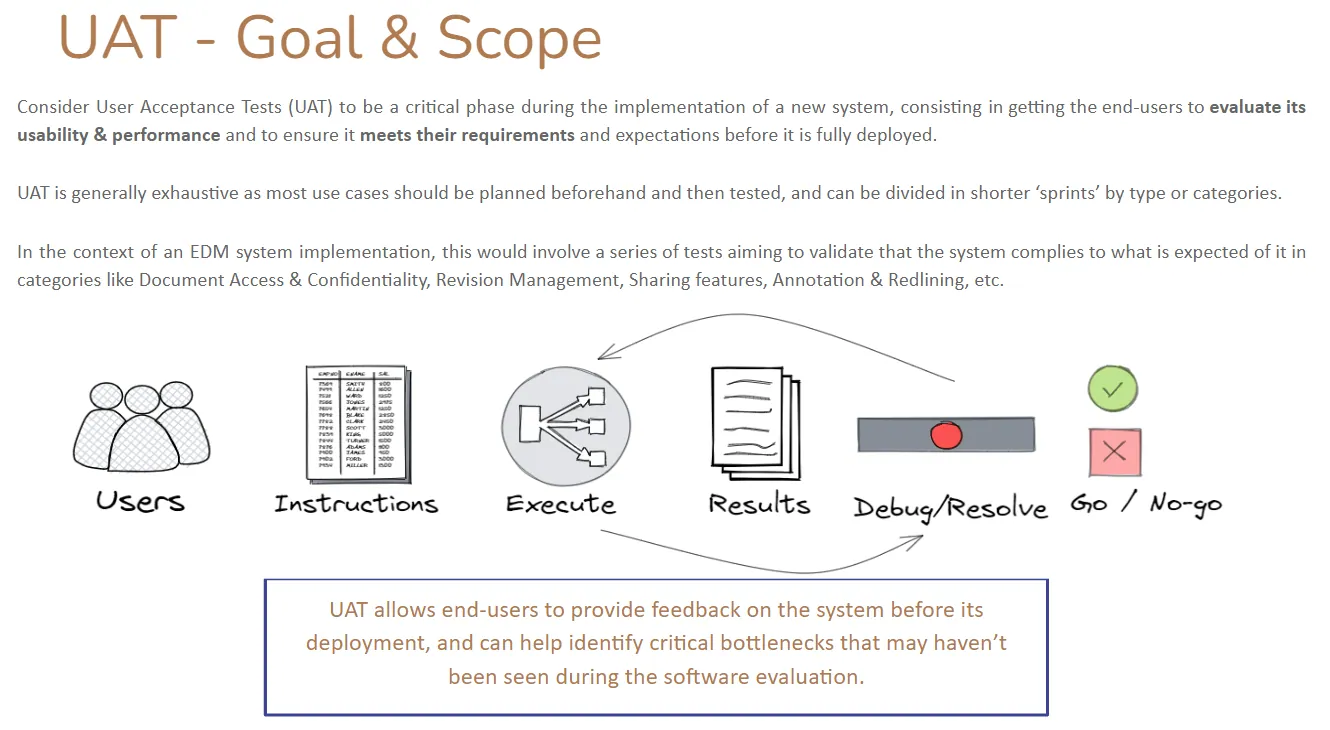 UAT - Goal & Scope
Consider User Acceptance Tests (UAT) to be a critical phase during the implementation of a new system, consisting in getting the end-users to evaluate its
usability & performance and to ensure it meets their requirements and expectations before it is fully deployed.
UAT is generally exhaustive as most use cases should be planned beforehand and then tested, and can be divided in shorter ‘sprints’ by type or categories.
In the context of an EDM system implementation, this would involve a series of tests aiming to validate that the system complies to what is expected of it in
categories like Document Access & Confidentiality, Revision Management, Sharing features, Annotation & Redlining, etc.
Users
Instructions
Execute
Results
Debug/Resolve
Go / No-go
UAT allows end-users to provide feedback on the system before its
deployment, and can help identify critical bottlenecks that may haven’t
been seen during the software evaluation.